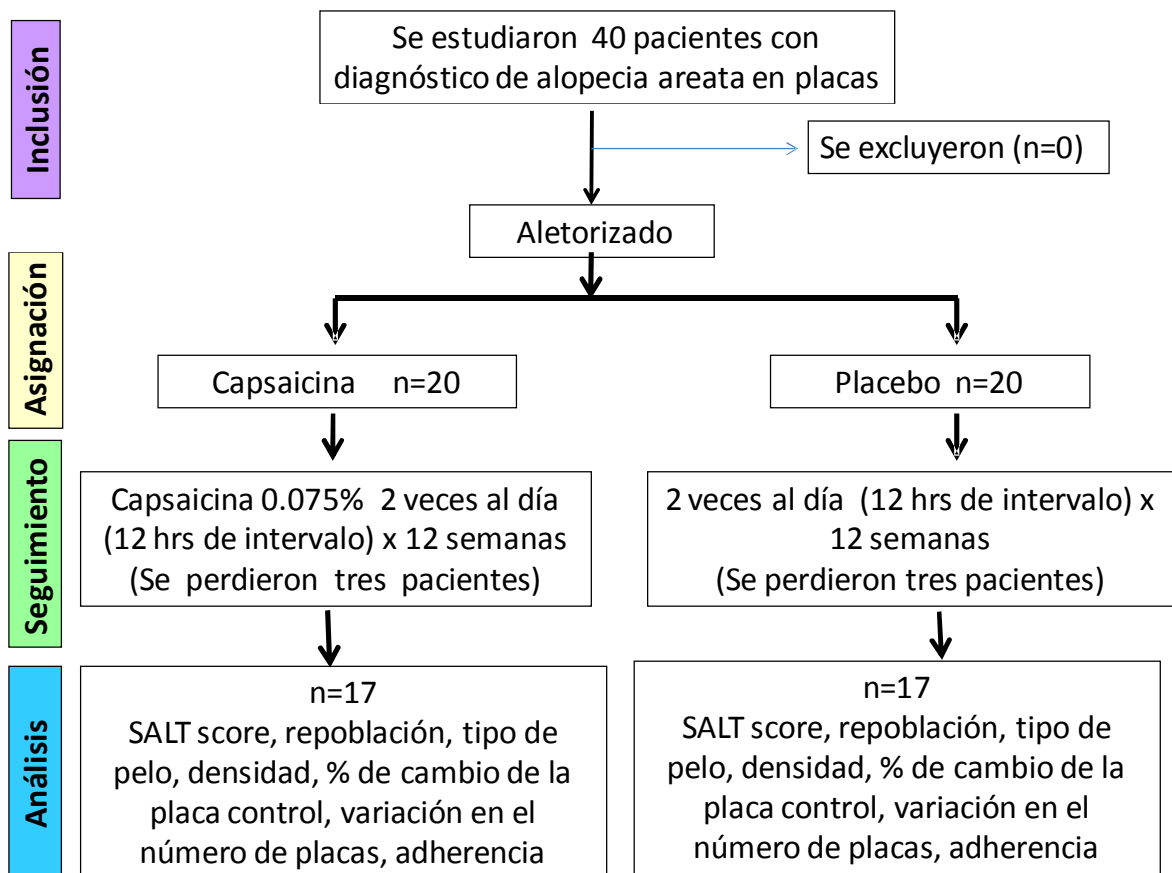 Inclusión
Se estudiaron 40 pacientes con
diagnóstico de alopecia areata en placas
Se excluyeron (n=0)
Aletorizado
Asignación
Capsaicina n=20
Placebo n=20
Seguimiento
Capsaicina 0.075% 2 veces al día
(12 hrs de intervalo) x 12 semanas
(Se perdieron tres pacientes)
2 veces al día (12 hrs de intervalo) x
12 semanas
(Se perdieron tres pacientes)
Análisis
n=17
SALT score, repoblación, tipo de
pelo, densidad, % de cambio de la
placa control, variación en el
número de placas, adherencia
n=17
SALT score, repoblación, tipo de
pelo, densidad, % de cambio de la
placa control, variación en el
número de placas, adherencia